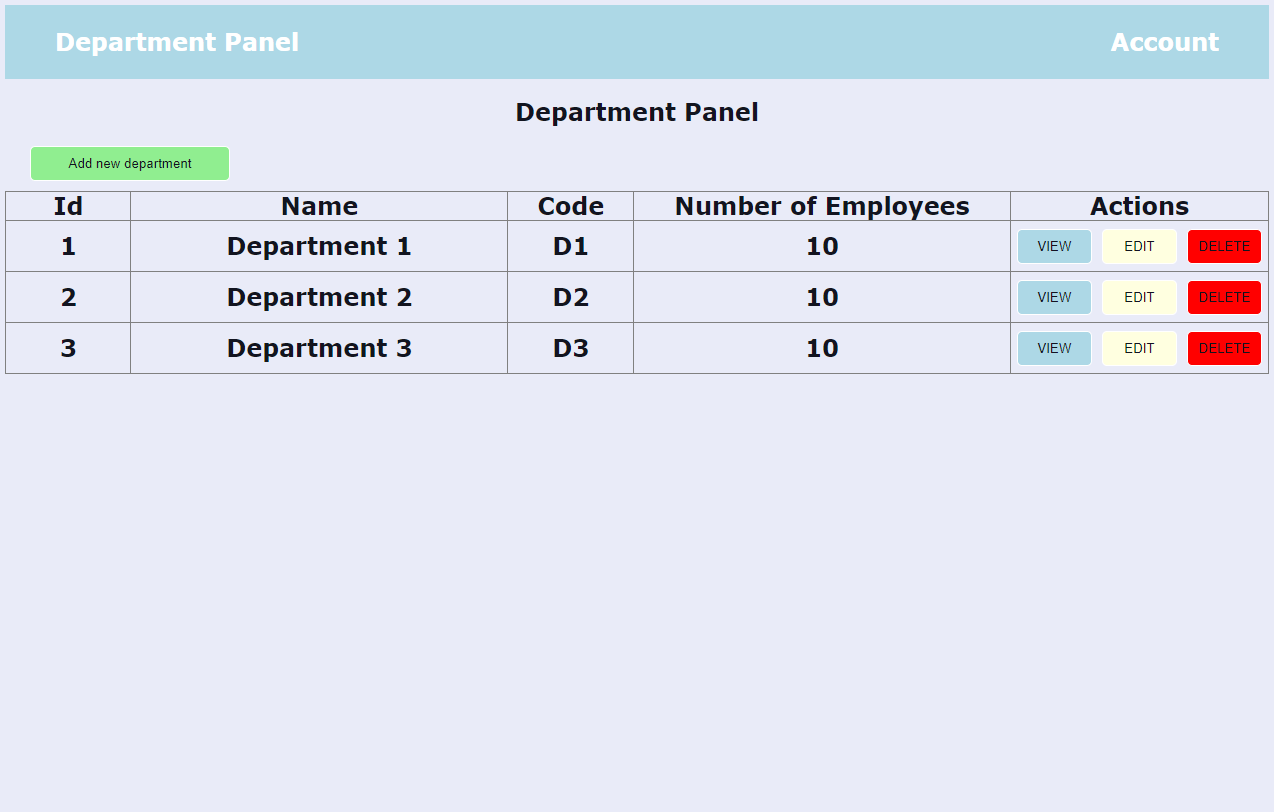 Department Panel Account
Department Panel
Add new department
Id Name Code Number of Employees Actions
1 Department 1 D1 10 VIEW EDIT DELETE
2 Department 2 D2 10 VIEW EDIT DELETE
3 Department 3 D3 10 VIEW EDIT DELETE